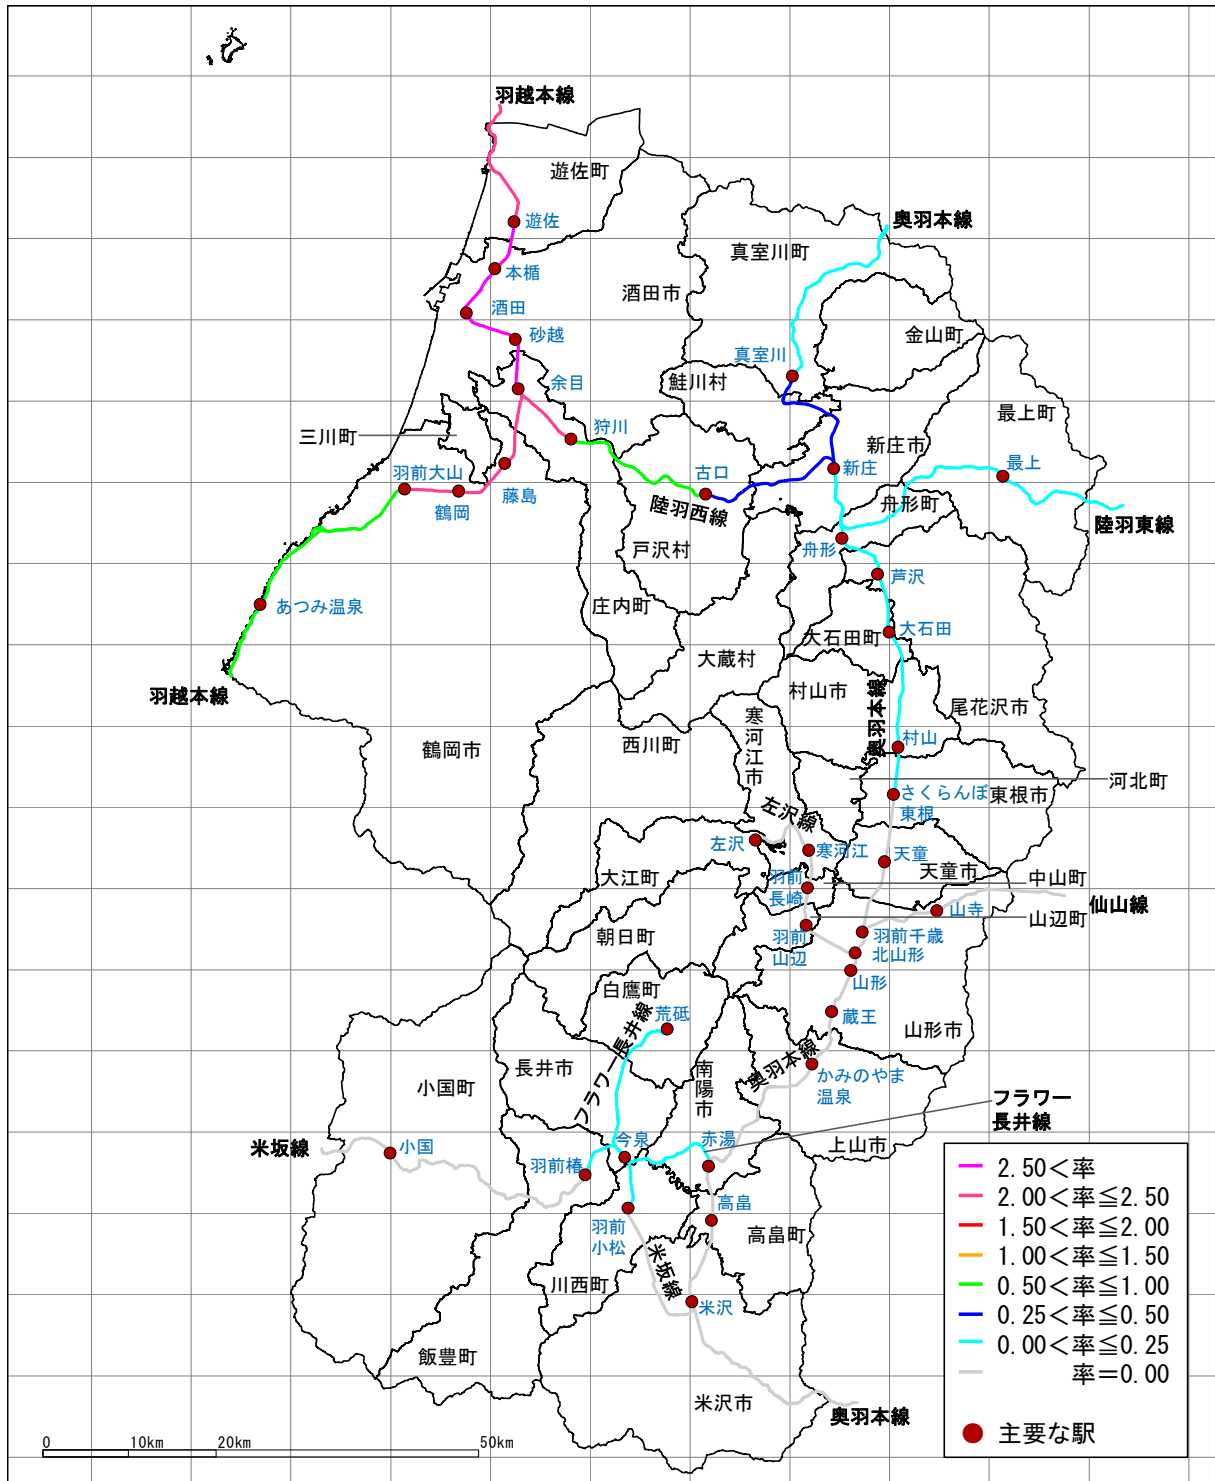 羽越本線
遊佐町
遊佐
奥羽本線
真室川町
本楯
酒田市
酒田
砂越
金山町
真室川
余目
鮭川村
最上町
狩川
三川町
新庄市
羽前大山
古口
新庄
最上
鶴岡
藤島
陸羽西線
舟形町
陸羽東線
戸沢村
舟形
芦沢
あつみ温泉
庄内町
大石田町
大石田
大蔵村
羽越本線
村山市
奥羽本線
尾花沢市
寒河江市
西川町
鶴岡市
村山
河北町
さくらんぼ
東根
東根市
左沢線
左沢
寒河江
天童
天童市
大江町
羽前
長崎
中山町
仙山線
山寺
山辺町
朝日町
羽前
山辺
羽前千歳
北山形
山形
白鷹町
荒砥
蔵王
山形市
フラワー長井線
奥羽本線
長井市
南陽市
かみのやま
温泉
小国町
フラワー
長井線
米坂線
小国
今泉
赤湯
上山市
羽前椿
高畠
羽前
小松
高畠町
米坂線
川西町
米沢
飯豊町
米沢市
奥羽本線
2.50＜率
2.00＜率≦2.50
1.50＜率≦2.00
1.00＜率≦1.50
0.50＜率≦1.00
0.25＜率≦0.50
0.00＜率≦0.25
率＝0.00
主要な駅
0 10km 20km 50km